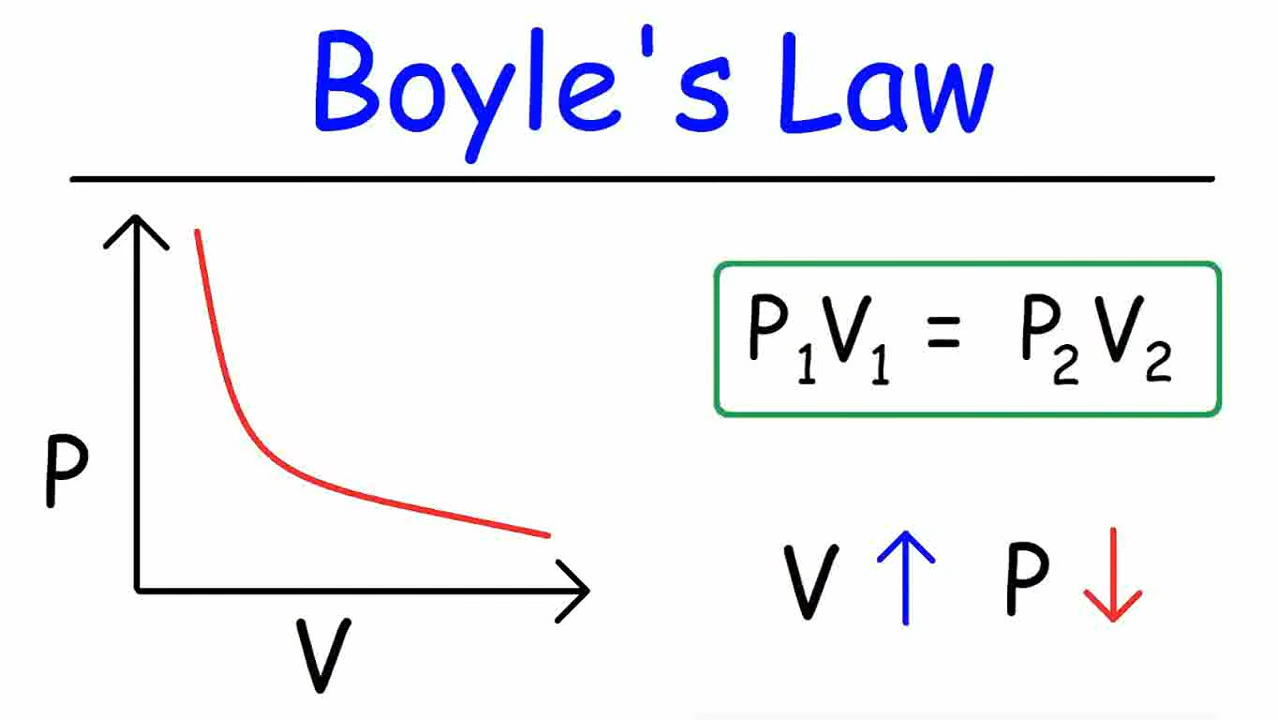 Boyle's Law
P
V
P₁V₁ = P₂V₂
V ↑ P ↓